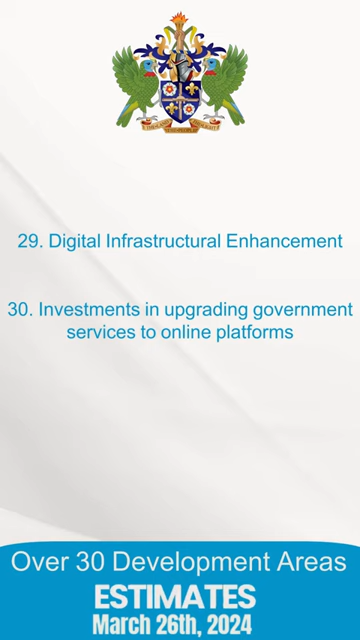 29. Digital Infrastructural Enhancement
30. Investments in upgrading government
services to online platforms
Over 30 Development Areas
ESTIMATES
March 26th, 2024